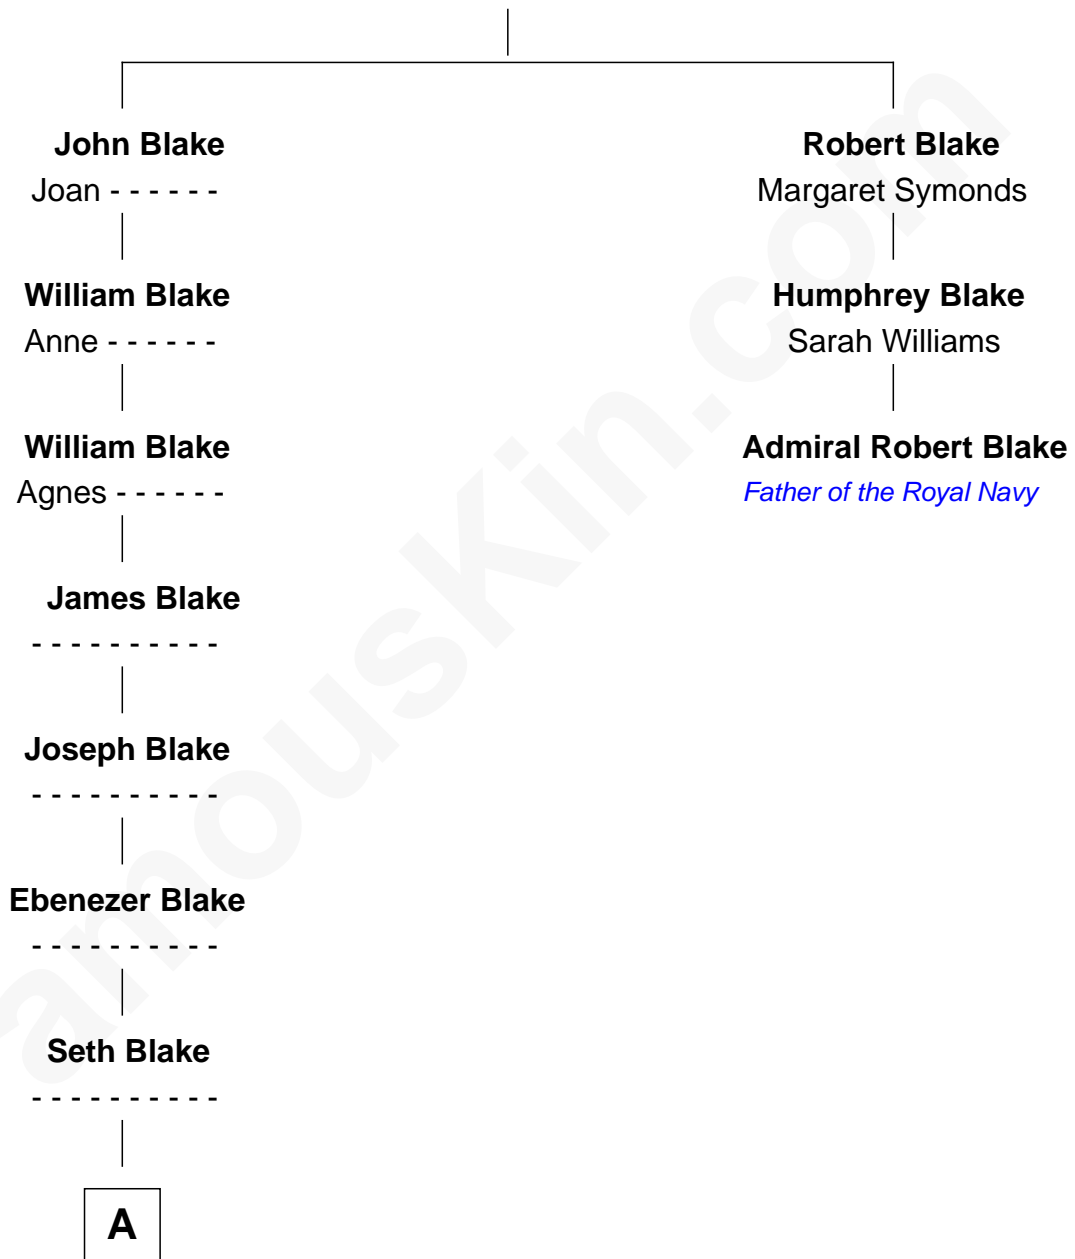 John Blake
Joan - - - - - -
Robert Blake
Margaret Symonds
William Blake
Anne - - - - - -
Humphrey Blake
Sarah Williams
William Blake
Agnes - - - - - -
Admiral Robert Blake
Father of the Royal Navy
James Blake
- - - - - - - - - -
Joseph Blake
- - - - - - - - - -
Ebenezer Blake
- - - - - - - - - -
Seth Blake
- - - - - - - - - -
A
amouskin.com